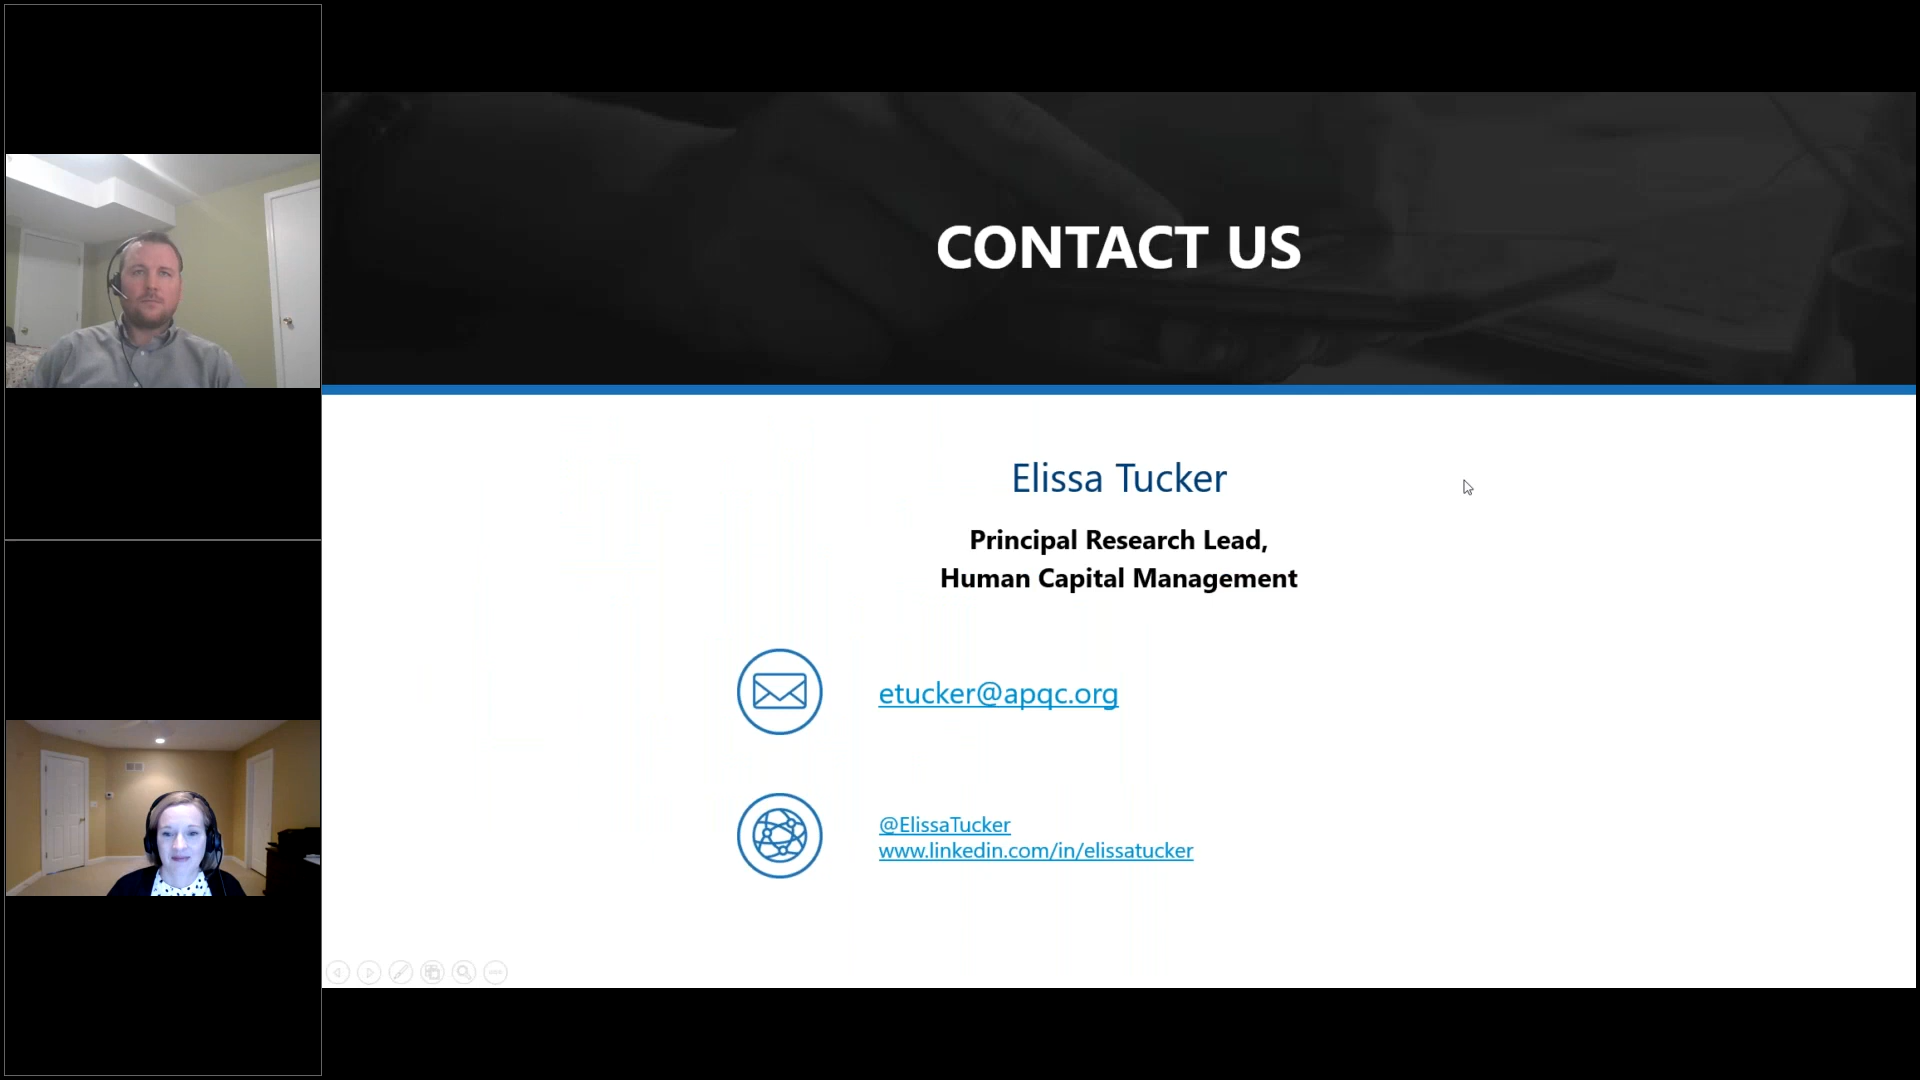 CONTACT US
Elissa Tucker
Principal Research Lead,
Human Capital Management
etucker@apqc.org
@ElissaTucker
www.linkedin.com/in/elissatucker